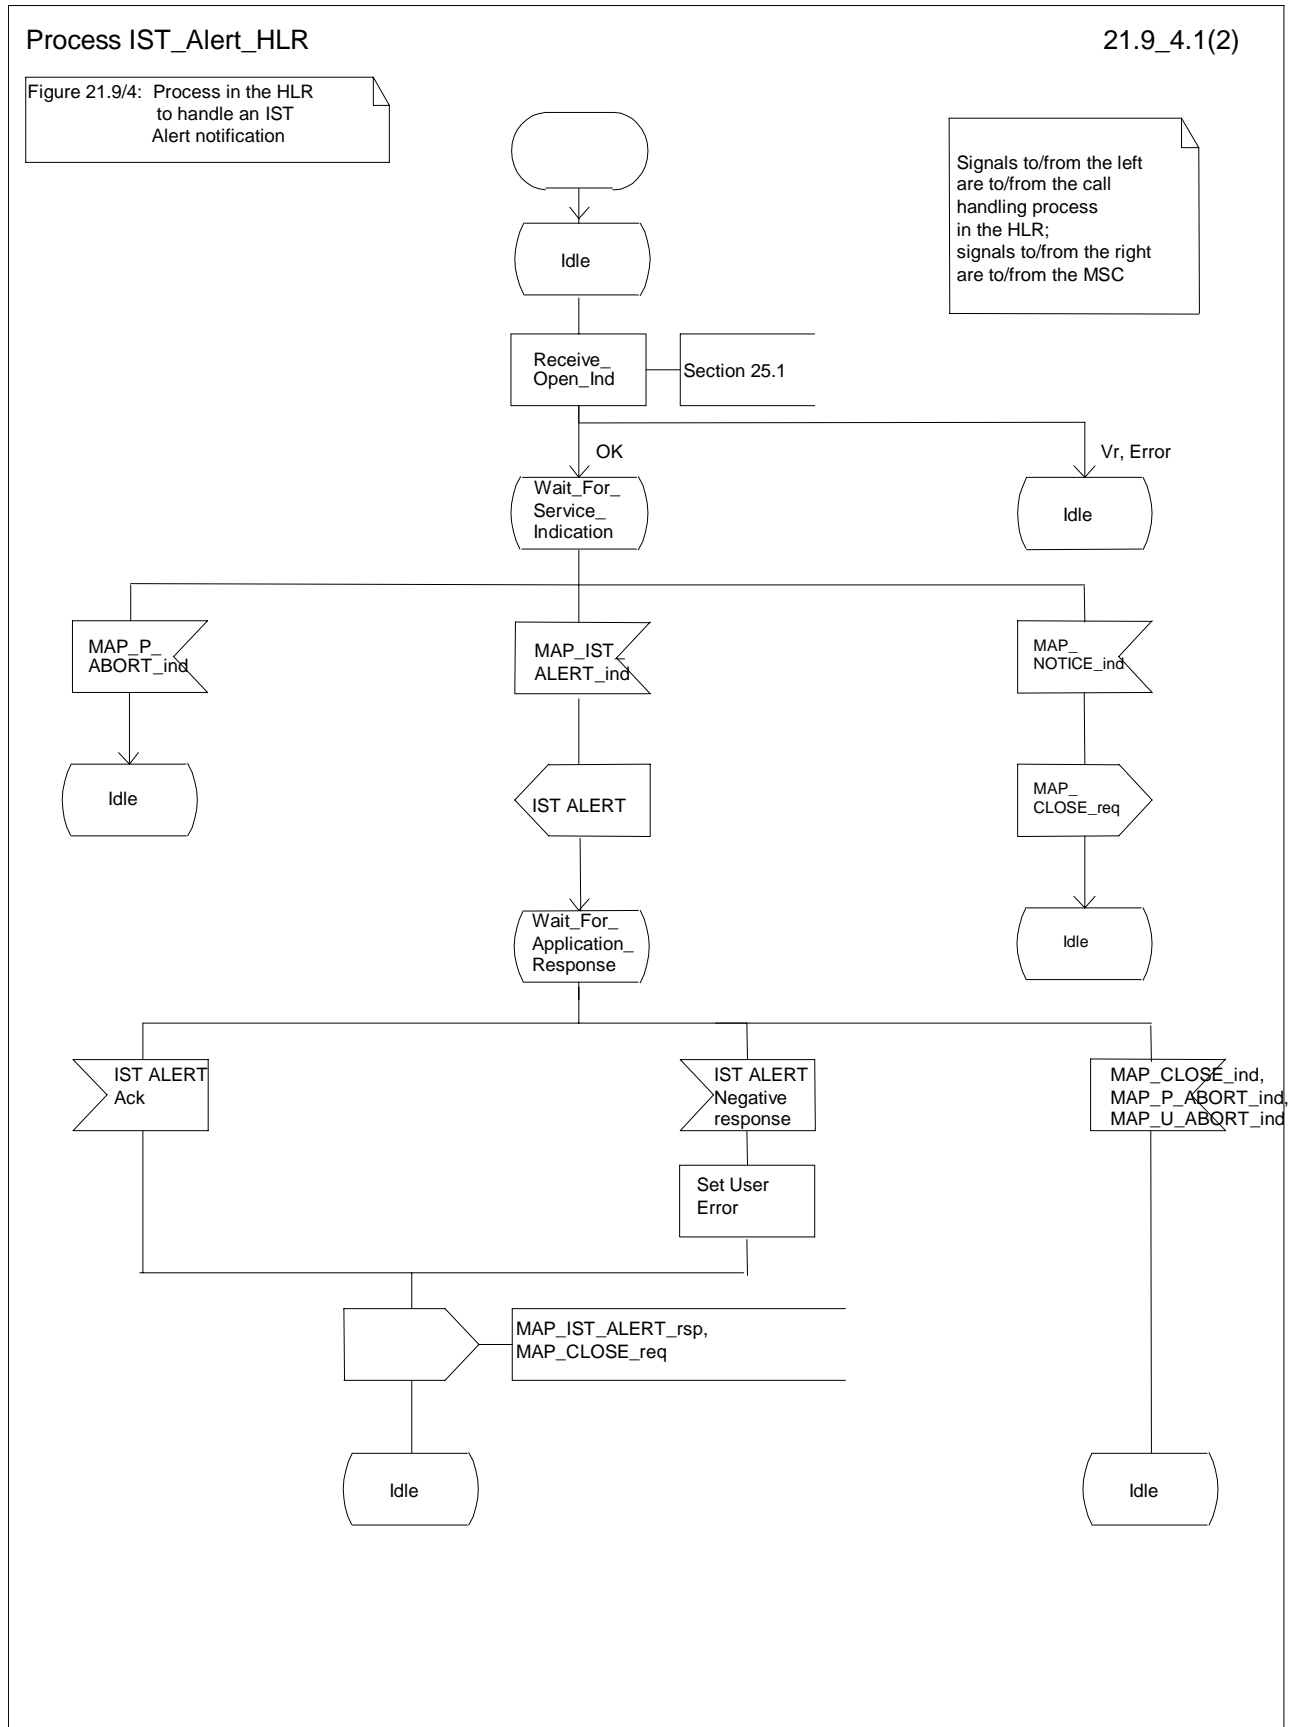 Process IST_Alert_HLR
21.9_4.1(2)
Figure 21.9/4: Process in the HLR
to handle an IST
Alert notification
Signals to/from the left
are to/from the call
handling process
in the HLR;
signals to/from the right
are to/from the MSC
Idle
Receive_
Open_Ind
Section 25.1
OK
Vr, Error
Wait_For_
Service_
Indication
Idle
MAP_P_
ABORT_ind
MAP_IST_
ALERT_ind
MAP_
NOTICE_ind
Idle
IST ALERT
MAP_
CLOSE_req
Wait_For_
Application_
Response
Idle
IST ALERT
Ack
IST ALERT
Negative
response
MAP_CLOSE_ind,
MAP_P_ABORT_ind,
MAP_U_ABORT_ind
Set User
Error
MAP_IST_ALERT_rsp,
MAP_CLOSE_req
Idle
Idle